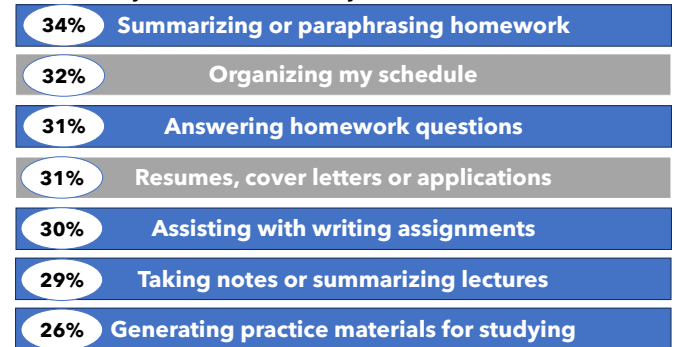 34% Summarizing or paraphrasing homework
32% Organizing my schedule
31% Answering homework questions
31% Resumes, cover letters or applications
30% Assisting with writing assignments
29% Taking notes or summarizing lectures
26% Generating practice materials for studying